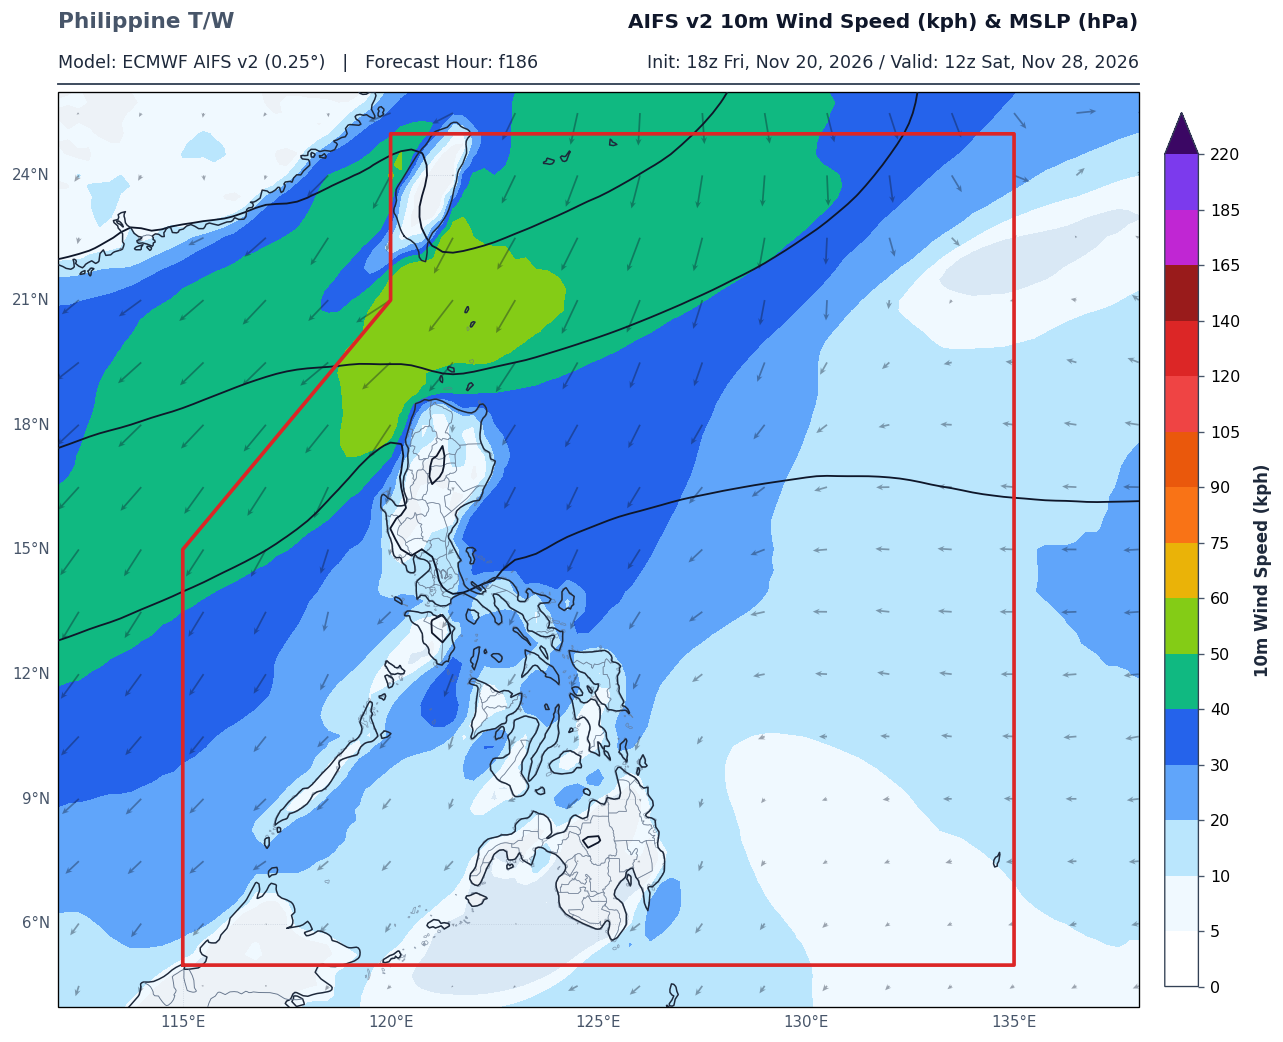 Philippine T/W
AIFS v2 10m Wind Speed (kph) & MSLP (hPa)
Model: ECMWF AIFS v2 (0.25°) | Forecast Hour: f186
Init: 18z Fri, Nov 20, 2026 / Valid: 12z Sat, Nov 28, 2026
24°N
21°N
18°N
15°N
12°N
9°N
6°N
115°E
120°E
125°E
130°E
135°E
220
185
165
140
120
105
90
75
60
50
40
30
20
10
5
0
10m Wind Speed (kph)